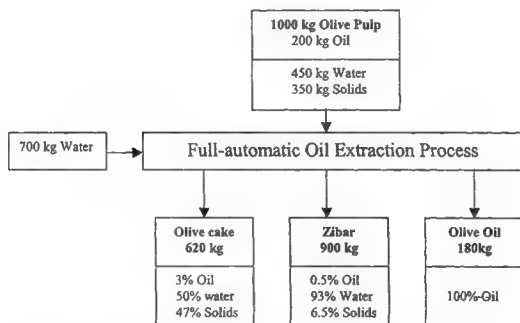 1000 kg Olive Pulp
200 kg Oil
450 kg Water
350 kg Solids
700 kg Water
Full-automatic Oil Extraction Process
Olive cake
620 kg
3% Oil
50% water
47% Solids
Zibar
900 kg
0.5% Oil
93% Water
6.5% Solids
Olive Oil
180kg
100%-Oil